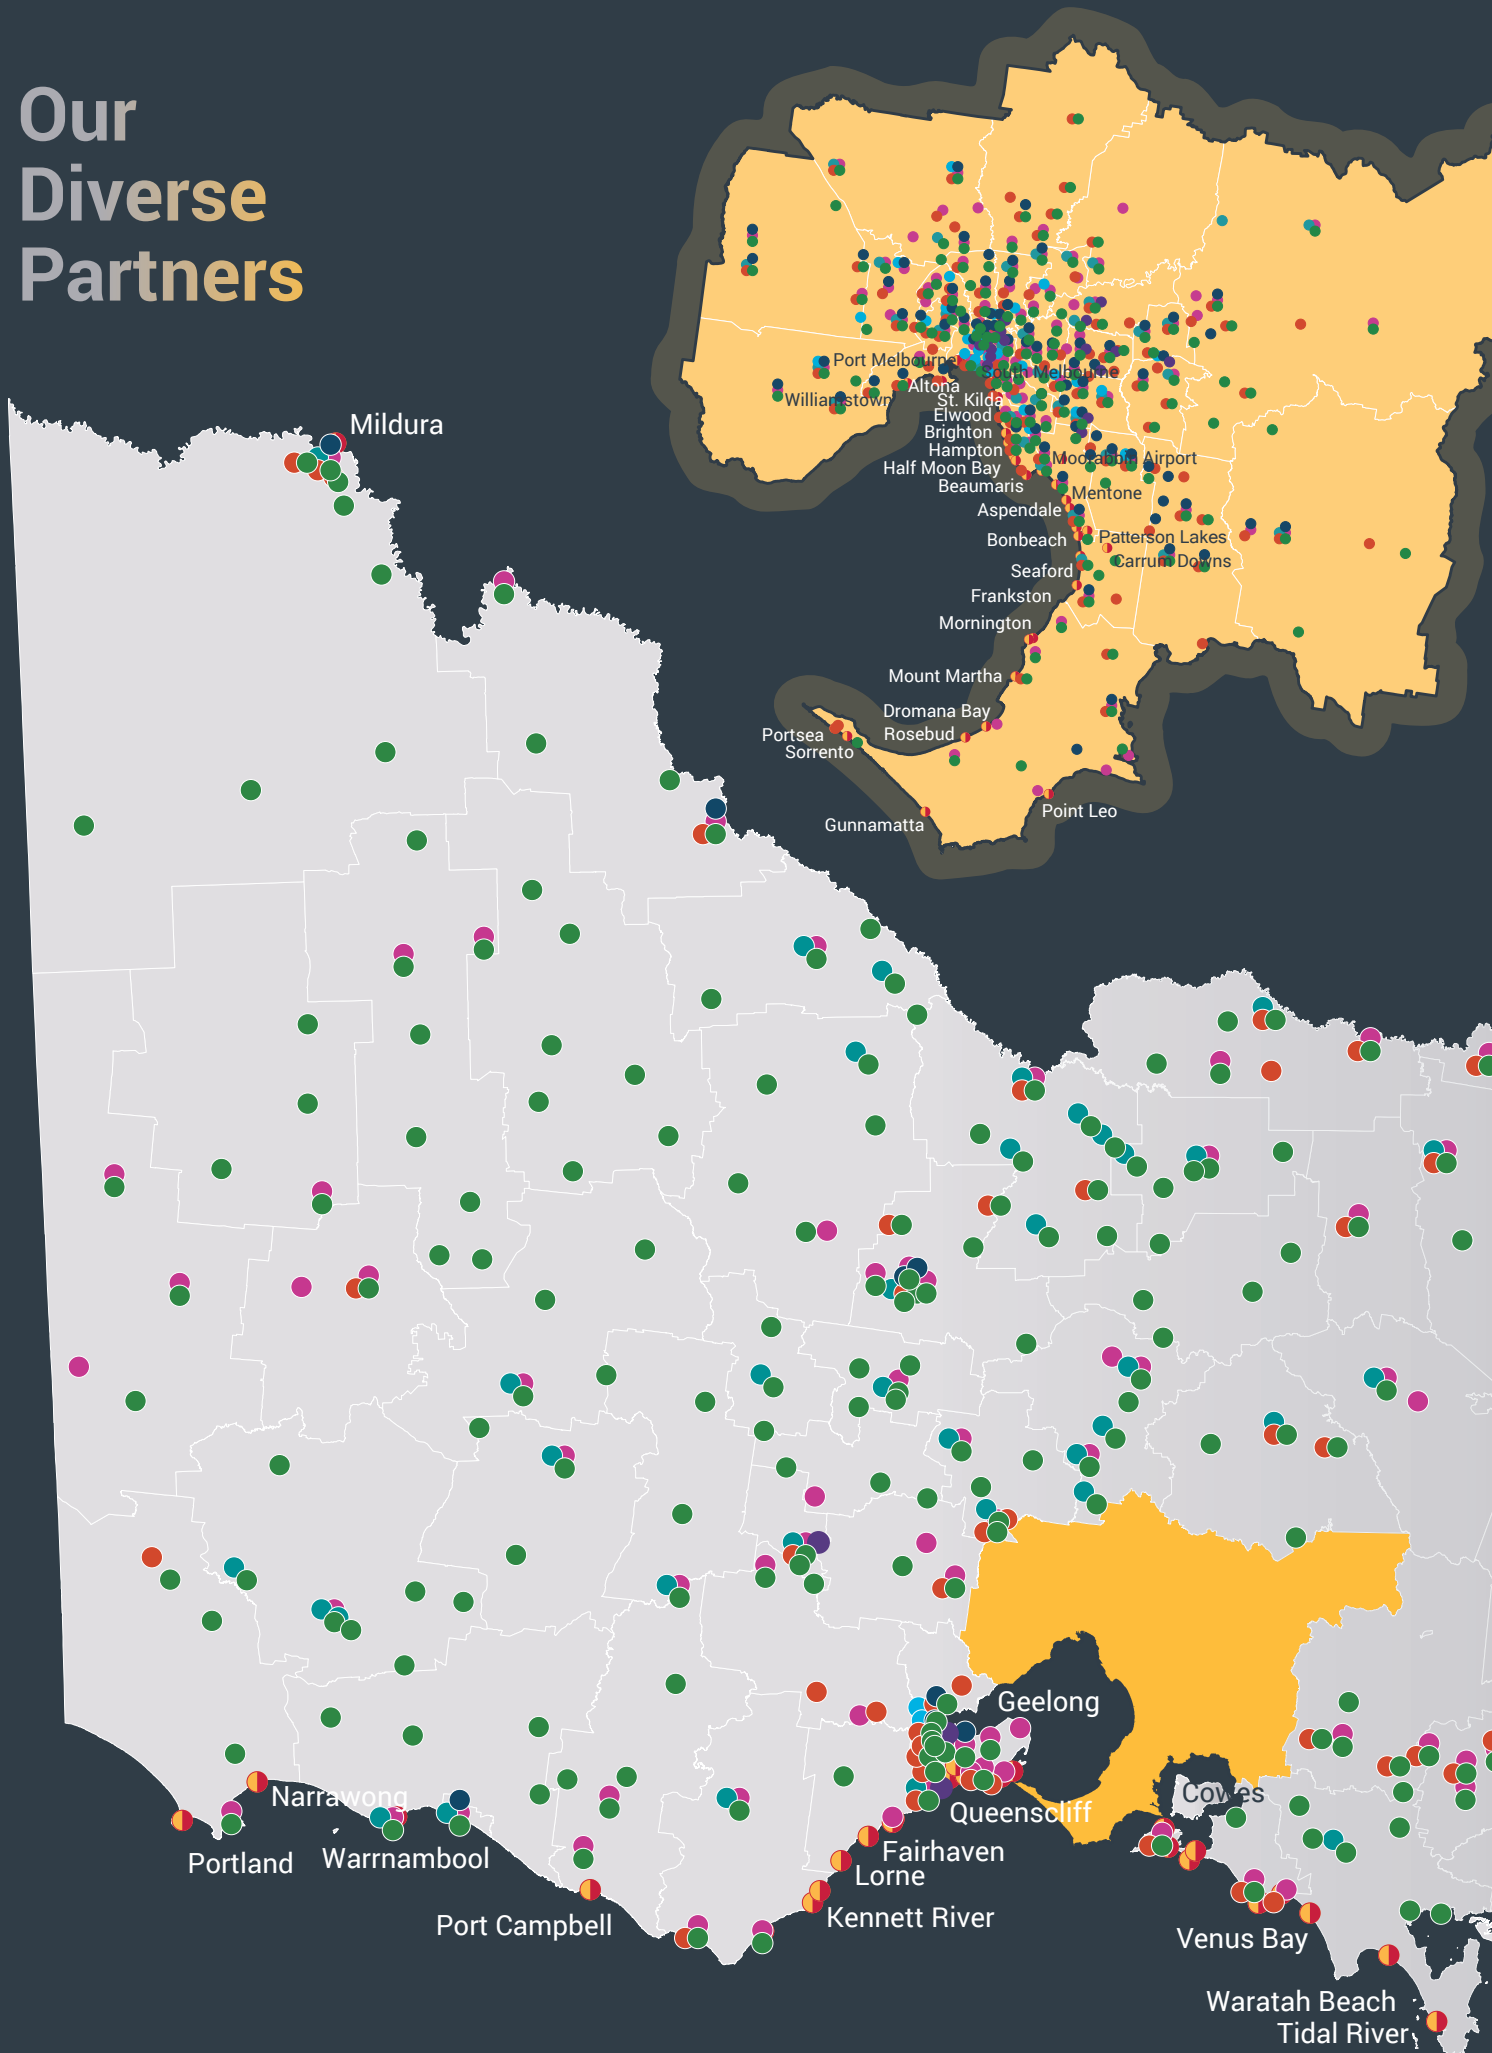 Our
Diverse
Partners
Port Melbourne
South Melbourne
Altona
Williamstown
St. Kilda
Elwood
Brighton
Hampton
Moorabbin Airport
Half Moon Bay
Beaumaris
Mentone
Aspendale
Patterson Lakes
Bonbeach
Carrum Downs
Seaford
Frankston
Mornington
Mount Martha
Dromana Bay
Rosebud
Portsea
Sorrento
Point Leo
Gunnamatta
Mildura
Geelong
Cowes
Narrawong
Queenscliff
Fairhaven
Warrnambool
Portland
Lorne
Kennett River
Port Campbell
Venus Bay
Waratah Beach
Tidal River